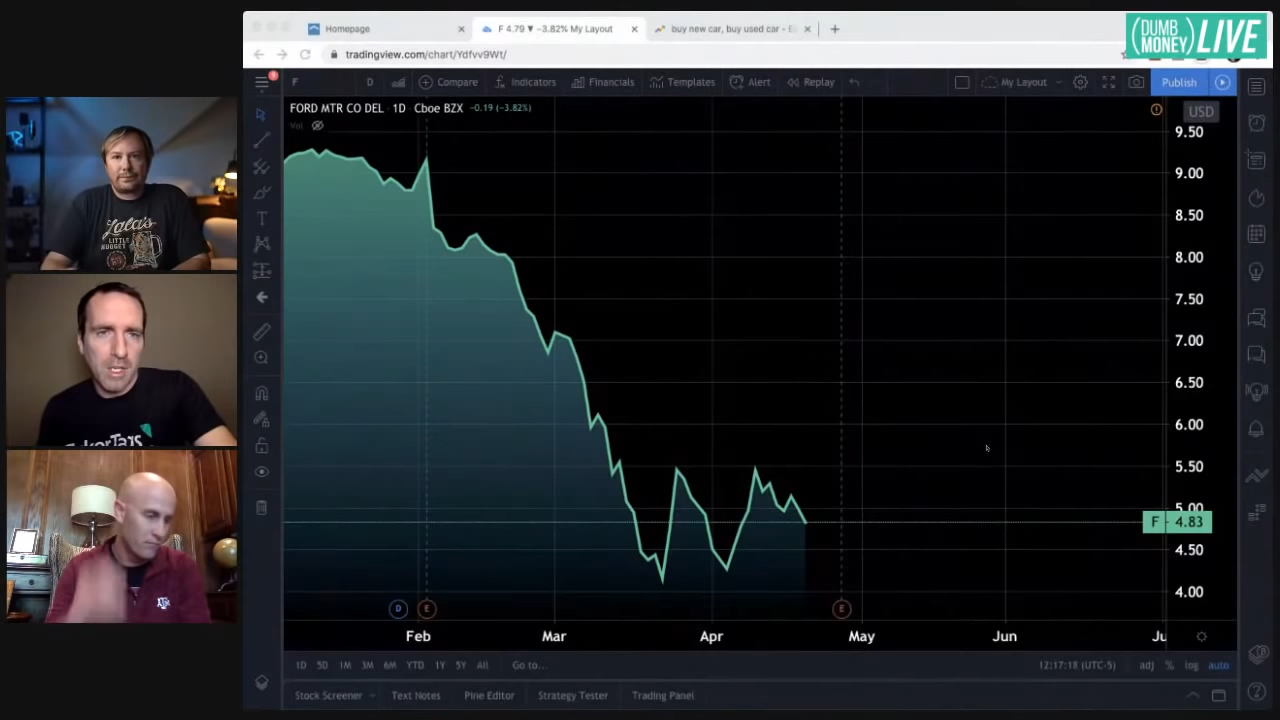 DUMB
MONEY
LIVE
Homepage
F 4.79 ▼ −3.82% My Layout
buy new car, buy used car -
tradingview.com/chart/Ydfvv9Wt/
F
D
Compare
Indicators
Financials
Templates
Alert
Replay
My Layout
Publish
FORD MTR CO DEL · 1D · Cboe BZX −0.19 (−3.82%)
Vol
USD
9.50
9.00
8.50
8.00
7.50
7.00
6.50
6.00
5.50
5.00
F 4.83
4.50
4.00
D
E
E
Feb
Mar
Apr
May
Jun
Ju
1D 5D 1M 3M 6M YTD 1Y 5Y All Go to...
12:17:18 (UTC-5) adj % log auto
Stock Screener
Text Notes
Pine Editor
Strategy Tester
Trading Panel
Lala's
LITTLE
NUGGET